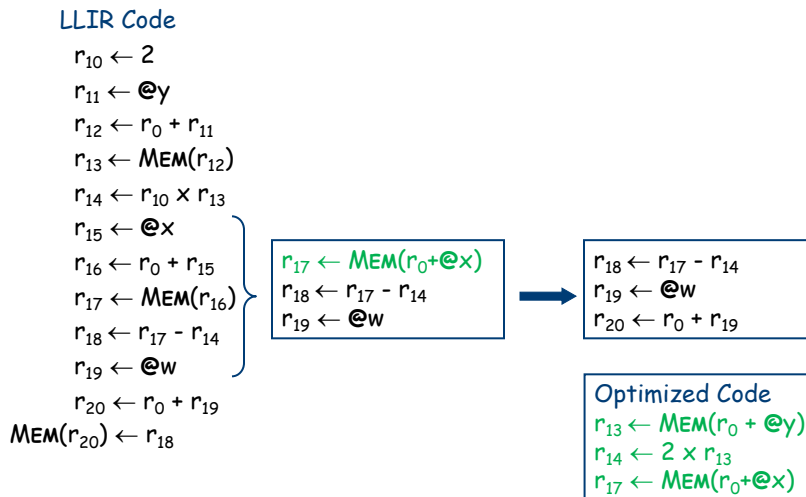 LLIR Code
r10 ← 2
r11 ← @y
r12 ← r0 + r11
r13 ← MEM(r12)
r14 ← r10 x r13
r15 ← @x
r16 ← r0 + r15
r17 ← MEM(r16)
r18 ← r17 - r14
r19 ← @w
r20 ← r0 + r19
MEM(r20) ← r18
r17 ← MEM(r0+@x)
r18 ← r17 - r14
r19 ← @w
r18 ← r17 - r14
r19 ← @w
r20 ← r0 + r19
Optimized Code
r13 ← MEM(r0 + @y)
r14 ← 2 x r13
r17 ← MEM(r0+@x)